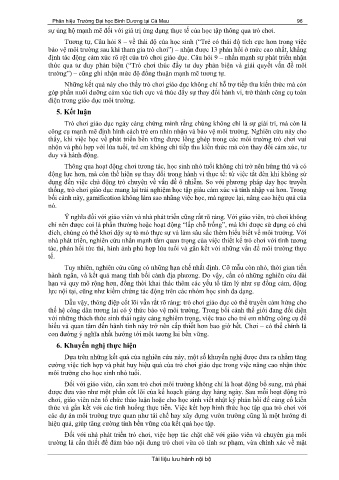 Phân hiệu Trường Đại học Bình Dương tại Cà Mau 96
sự ủng hộ mạnh mẽ đối với giá trị ứng dụng thực tế của học tập thông qua trò chơi.
Tương tự, Câu hỏi 8 – về thái độ của học sinh (“Trẻ có thái độ tích cực hơn trong việc
bảo vệ môi trường sau khi tham gia trò chơi”) – nhận được 13 phản hồi ở mức cao nhất, khẳng
định tác động cảm xúc rõ rệt của trò chơi giáo dục. Câu hỏi 9 – nhấn mạnh sự phát triển nhận
thức qua tư duy phản biện (“Trò chơi thúc đẩy tư duy phản biện và giải quyết vấn đề môi
trường”) – cũng ghi nhận mức độ đồng thuận mạnh mẽ tương tự.
Những kết quả này cho thấy trò chơi giáo dục không chỉ hỗ trợ tiếp thu kiến thức mà còn
góp phần nuôi dưỡng cảm xúc tích cực và thúc đẩy sự thay đổi hành vi, trở thành công cụ toàn
diện trong giáo dục môi trường.
5. Kết luận
Trò chơi giáo dục ngày càng chứng minh rằng chúng không chỉ là sự giải trí, mà còn là
công cụ mạnh mẽ định hình cách trẻ em nhìn nhận và bảo vệ môi trường. Nghiên cứu này cho
thấy, khi việc học về phát triển bền vững được lồng ghép trong các môi trường trò chơi vui
nhộn và phù hợp với lứa tuổi, trẻ em không chỉ tiếp thu kiến thức mà còn thay đổi cảm xúc, tư
duy và hành động.
Thông qua hoạt động chơi tương tác, học sinh nhỏ tuổi không chỉ trở nên hứng thú và có
động lực hơn, mà còn thể hiện sự thay đổi trong hành vi thực tế: từ việc tắt đèn khi không sử
dụng đến việc chủ động trò chuyện về vấn đề ô nhiễm. So với phương pháp dạy học truyền
thống, trò chơi giáo dục mang lại trải nghiệm học tập giàu cảm xúc và tính nhập vai hơn. Trong
bối cảnh này, gamification không làm sao nhãng việc học, mà ngược lại, nâng cao hiệu quả của
nó.
Ý nghĩa đối với giáo viên và nhà phát triển cũng rất rõ ràng. Với giáo viên, trò chơi không
chỉ nên được coi là phần thưởng hoặc hoạt động “lấp chỗ trống”, mà khi được sử dụng có chủ
đích, chúng có thể khơi dậy sự tò mò thực sự và làm sâu sắc thêm hiểu biết về môi trường. Với
nhà phát triển, nghiên cứu nhấn mạnh tầm quan trọng của việc thiết kế trò chơi với tính tương
tác, phản hồi tức thì, hình ảnh phù hợp lứa tuổi và gắn kết với những vấn đề môi trường thực
tế.
Tuy nhiên, nghiên cứu cũng có những hạn chế nhất định. Cỡ mẫu còn nhỏ, thời gian tiến
hành ngắn, và kết quả mang tính bối cảnh địa phương. Do vậy, cần có những nghiên cứu dài
hạn và quy mô rộng hơn, đồng thời khai thác thêm các yếu tố tâm lý như sự đồng cảm, động
lực nội tại, cũng như kiểm chứng tác động trên các nhóm học sinh đa dạng.
Dẫu vậy, thông điệp cốt lõi vẫn rất rõ ràng: trò chơi giáo dục có thể truyền cảm hứng cho
thế hệ công dân tương lai có ý thức bảo vệ môi trường. Trong bối cảnh thế giới đang đối diện
với những thách thức sinh thái ngày càng nghiêm trọng, việc trao cho trẻ em những công cụ để
hiểu và quan tâm đến hành tinh này trở nên cấp thiết hơn bao giờ hết. Chơi – có thể chính là
con đường ý nghĩa nhất hướng tới một tương lai bền vững.
6. Khuyến nghị thực hiện
Dựa trên những kết quả của nghiên cứu này, một số khuyến nghị được đưa ra nhằm tăng
cường việc tích hợp và phát huy hiệu quả của trò chơi giáo dục trong việc nâng cao nhận thức
môi trường cho học sinh nhỏ tuổi.
Đối với giáo viên, cần xem trò chơi môi trường không chỉ là hoạt động bổ sung, mà phải
được đưa vào như một phần cốt lõi của kế hoạch giảng dạy hàng ngày. Sau mỗi hoạt động trò
chơi, giáo viên nên tổ chức thảo luận hoặc cho học sinh viết nhật ký phản hồi để củng cố kiến
thức và gắn kết với các tình huống thực tiễn. Việc kết hợp hình thức học tập qua trò chơi với
các dự án môi trường trực quan như tái chế hay xây dựng vườn trường cũng là một hướng đi
hiệu quả, giúp tăng cường tính bền vững của kết quả học tập.
Đối với nhà phát triển trò chơi, việc hợp tác chặt chẽ với giáo viên và chuyên gia môi
trường là cần thiết để đảm bảo nội dung trò chơi vừa có tính sư phạm, vừa chính xác về mặt
Tài liệu lưu hành nội bộ